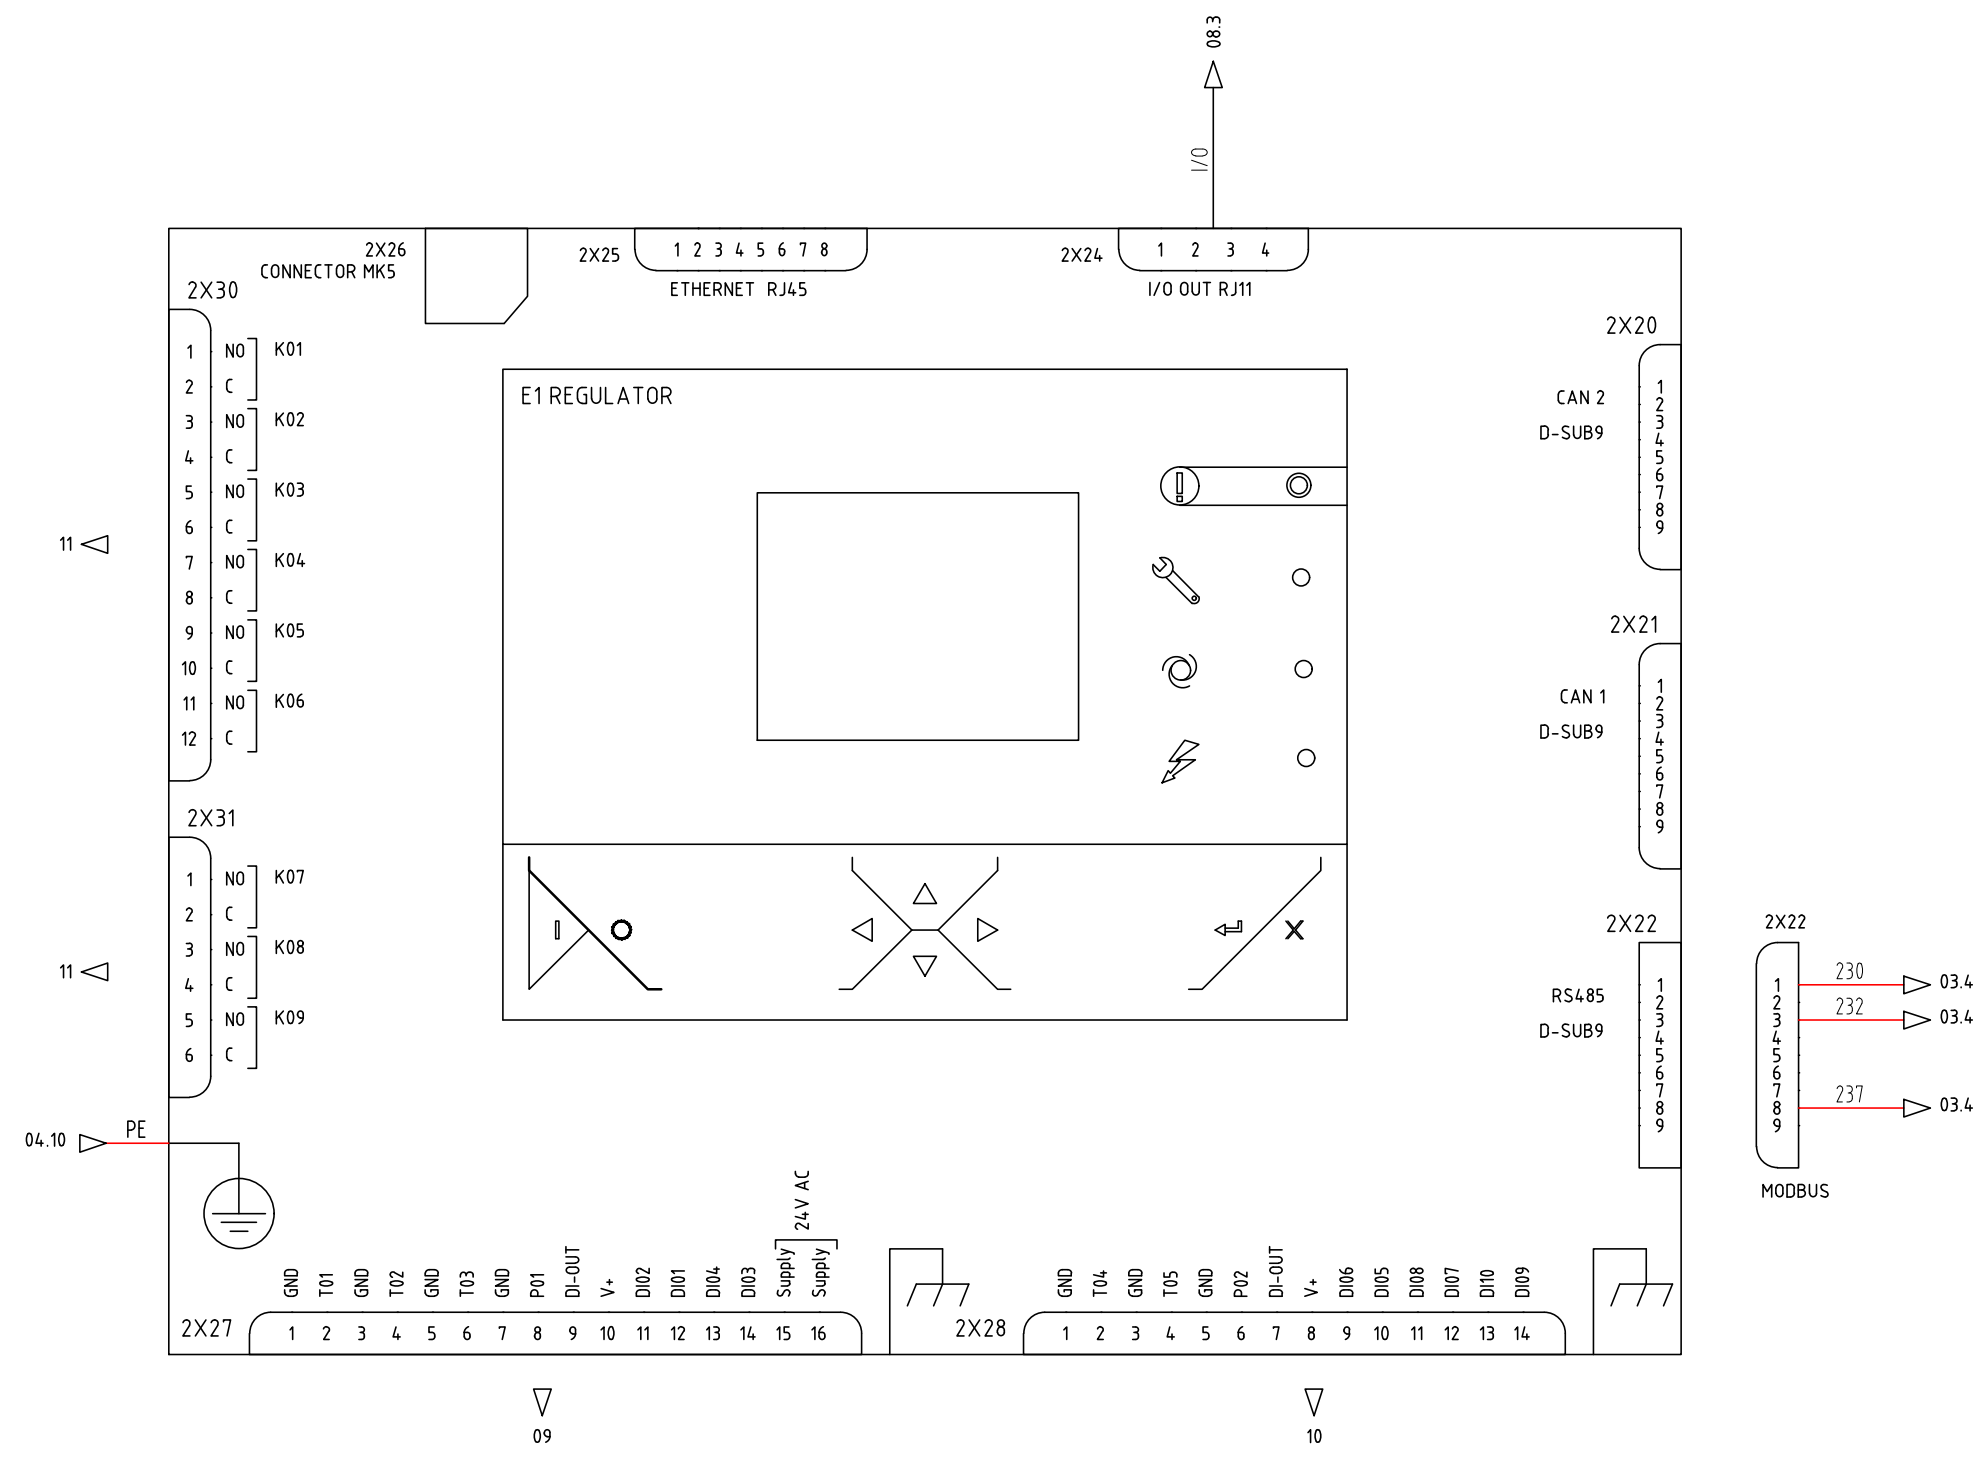 08.3
I/O
2X26
CONNECTOR MK5
2X25
1 2 3 4 5 6 7 8
ETHERNET RJ45
2X24
1 2 3 4
I/O OUT RJ11
2X30
1 NO K01
2 C
3 NO K02
4 C
5 NO K03
6 C
7 NO K04
8 C
9 NO K05
10 C
11 NO K06
12 C
11
2X31
1 NO K07
2 C
3 NO K08
4 C
5 NO K09
6 C
11
04.10
PE
E1 REGULATOR
2X20
CAN 2
D-SUB9
1
2
3
4
5
6
7
8
9
2X21
CAN 1
D-SUB9
1
2
3
4
5
6
7
8
9
2X22
RS485
D-SUB9
1
2
3
4
5
6
7
8
9
2X22
1 230 03.4
2
3 232 03.4
4
5
6
7
8 237 03.4
9
MODBUS
24V AC
GND T01 GND T02 GND T03 GND P01 DI-OUT V+ DI02 DI01 DI04 DI03 Supply Supply
2X27 1 2 3 4 5 6 7 8 9 10 11 12 13 14 15 16
09
GND T04 GND T05 GND P02 DI-OUT V+ DI06 DI05 DI08 DI07 DI10 DI09
2X28 1 2 3 4 5 6 7 8 9 10 11 12 13 14
10